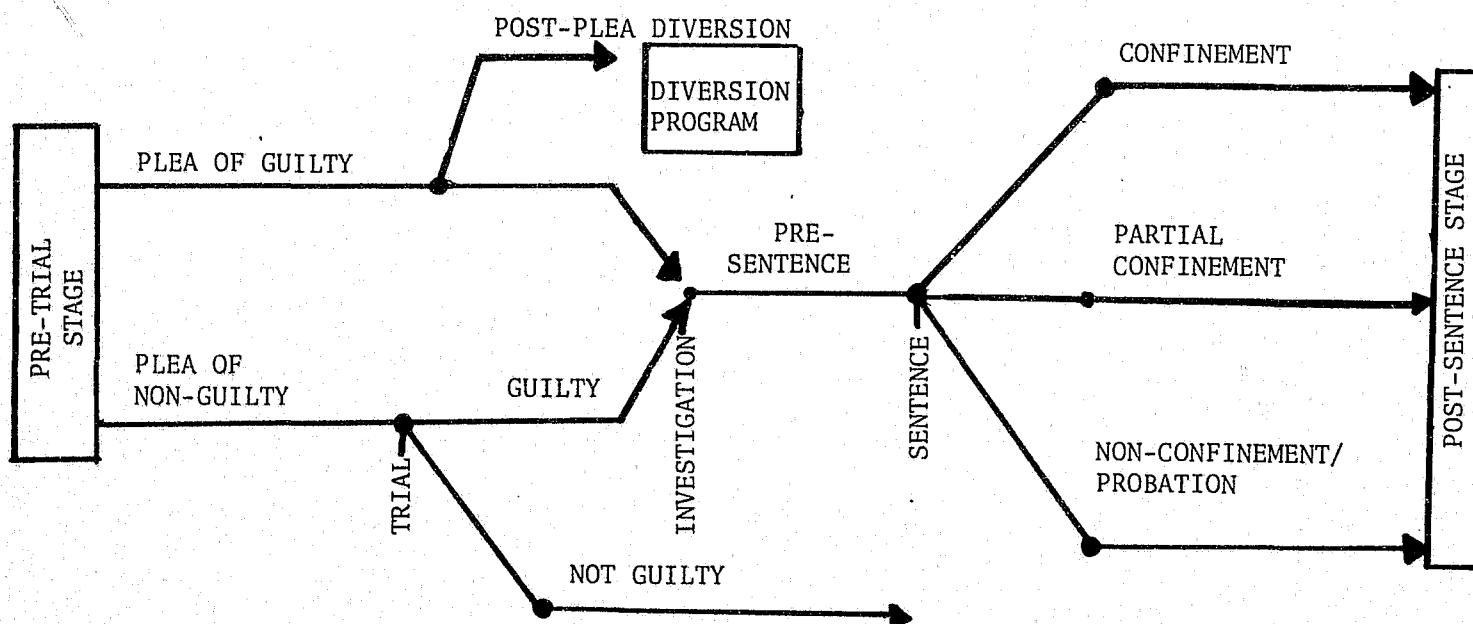 POST-PLEA DIVERSION
DIVERSION
PROGRAM
CONFINEMENT
PLEA OF GUILTY
PRE-TRIAL
STAGE
PRE-
SENTENCE
PARTIAL
CONFINEMENT
POST-SENTENCE STAGE
PLEA OF
NON-GUILTY
GUILTY
TRIAL
INVESTIGATION
SENTENCE
NON-CONFINEMENT/
PROBATION
NOT GUILTY